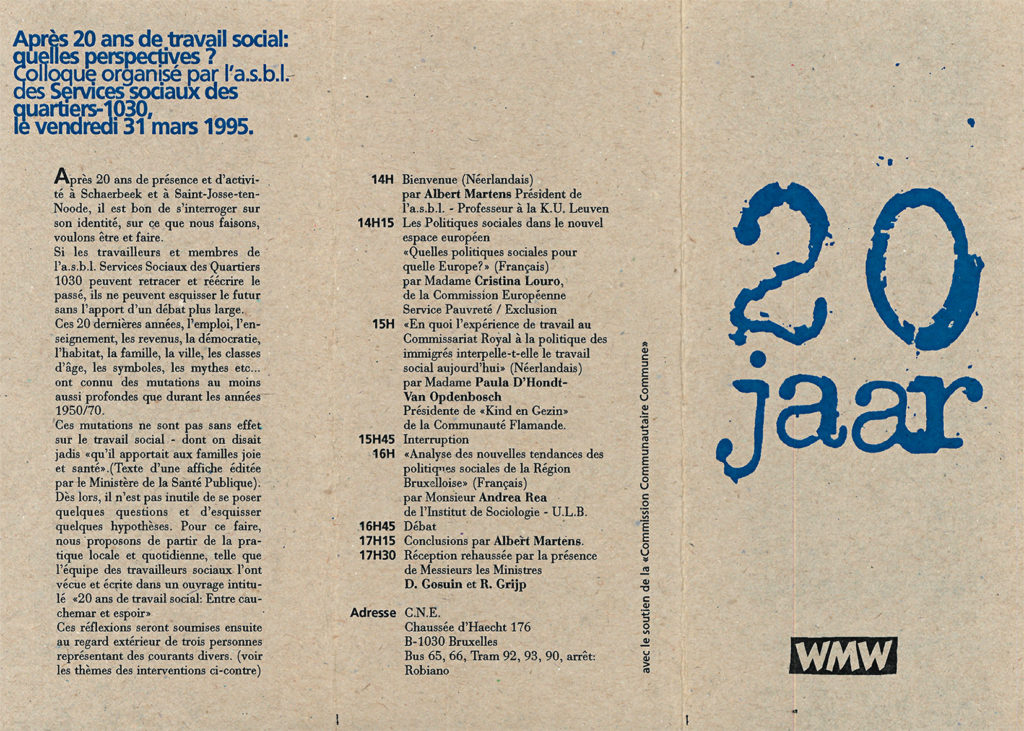 Après 20 ans de travail social:
quelles perspectives ?
Colloque organisé par l'a.s.b.l.
des Services sociaux des
quartiers-1030,
le vendredi 31 mars 1995.
Après 20 ans de présence et d'activi-
té à Schaerbeek et à Saint-Josse-ten-
Noode, il est bon de s'interroger sur
son identité, sur ce que nous faisons,
voulons être et faire.
Si les travailleurs et membres de
l'a.s.b.l. Services Sociaux des Quartiers
1030 peuvent retracer et réécrire le
passé, ils ne peuvent esquisser le futur
sans l'apport d'un débat plus large.
Ces 20 dernières années, l'emploi, l'en-
seignement, les revenus, la démocratie,
l'habitat, la famille, la ville, les classes
d'âge, les symboles, les mythes etc...
ont connu des mutations au moins
aussi profondes que durant les années
1950/70.
Ces mutations ne sont pas sans effet
sur le travail social - dont on disait
jadis «qu'il apportait aux familles joie
et santé».(Texte d'une affiche éditée
par le Ministère de la Santé Publique).
Dès lors, il n'est pas inutile de se poser
quelques questions et d'esquisser
quelques hypothèses. Pour ce faire,
nous proposons de partir de la pra-
tique locale et quotidienne, telle que
l'équipe des travailleurs sociaux l'ont
vécue et écrite dans un ouvrage intitu-
lé «20 ans de travail social: Entre cau-
chemar et espoir»
Ces réflexions seront soumises ensuite
au regard extérieur de trois personnes
représentant des courants divers. (voir
les thèmes des interventions ci-contre)
14H Bienvenue (Néerlandais)
par Albert Martens Président de
l'a.s.b.l. - Professeur à la K.U. Leuven
14H15 Les Politiques sociales dans le nouvel
espace européen
«Quelles politiques sociales pour
quelle Europe?» (Français)
par Madame Cristina Louro,
de la Commission Européenne
Service Pauvreté / Exclusion
15H «En quoi l'expérience de travail au
Commissariat Royal à la politique des
immigrés interpelle-t-elle le travail
social aujourd'hui» (Néerlandais)
par Madame Paula D'Hondt-
Van Opdenbosch
Présidente de «Kind en Gezin»
de la Communauté Flamande.
15H45 Interruption
16H «Analyse des nouvelles tendances des
politiques sociales de la Région
Bruxelloise» (Français)
par Monsieur Andrea Rea
de l'Institut de Sociologie - U.L.B.
16H45 Débat
17H15 Conclusions par Albert Martens.
17H30 Réception rehaussée par la présence
de Messieurs les Ministres
D. Gosuin et R. Grijp
Adresse C.N.E.
Chaussée d'Haecht 176
B-1030 Bruxelles
Bus 65, 66, Tram 92, 93, 90, arrêt:
Robiano
avec le soutien de la «Commission Communautaire Commune»
20
jaar
WMW